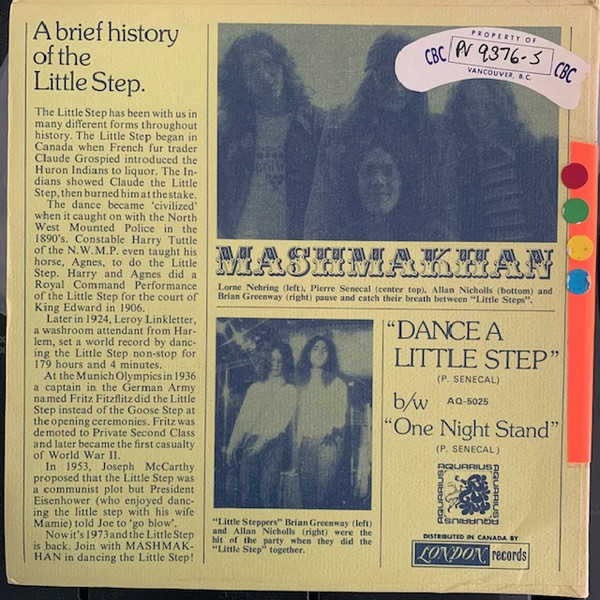 A brief history
of the
Little Step.
The Little Step has been with us in
many different forms throughout
history. The Little Step began in
Canada when French fur trader
Claude Grospied introduced the
Huron Indians to liquor. The In-
dians showed Claude the Little
Step, then burned him at the stake.
The dance became 'civilized'
when it caught on with the North
West Mounted Police in the
1890's. Constable Harry Tuttle
of the N.W.M.P. even taught his
horse, Agnes, to do the Little
Step. Harry and Agnes did a
Royal Command Performance
of the Little Step for the court of
King Edward in 1906.
Later in 1924, Leroy Linkletter,
a washroom attendant from Har-
lem, set a world record by danc-
ing the Little Step non-stop for
179 hours and 4 minutes.
At the Munich Olympics in 1936
a captain in the German Army
named Fritz Fitzflitz did the Little
Step instead of the Goose Step at
the opening ceremonies. Fritz was
demoted to Private Second Class
and later became the first casualty
of World War II.
In 1953, Joseph McCarthy
proposed that the Little Step was
a communist plot but President
Eisenhower (who enjoyed danc-
ing the little step with his wife
Mamie) told Joe to 'go blow'.
Now it's 1973 and the Little Step
is back. Join with MASHMAK-
HAN in dancing the Little Step!
PROPERTY OF
CBC PV 9376-S CBC
VANCOUVER, B.C.
MASHMAKHAN
Lorne Nehring (left), Pierre Senecal (center top), Allan Nicholls (bottom) and
Brian Greenway (right) pause and catch their breath between "Little Steps".
"Little Steppers" Brian Greenway (left)
and Allan Nicholls (right) were the
hit of the party when they did the
"Little Step" together.
"DANCE A
LITTLE STEP"
(P. SENECAL)
b/w AQ-5025
"One Night Stand"
(P. SENECAL)
AQUARIUS
AQUARIUS
AQUARIUS
AQUARIUS
DISTRIBUTED IN CANADA BY
LONDON records